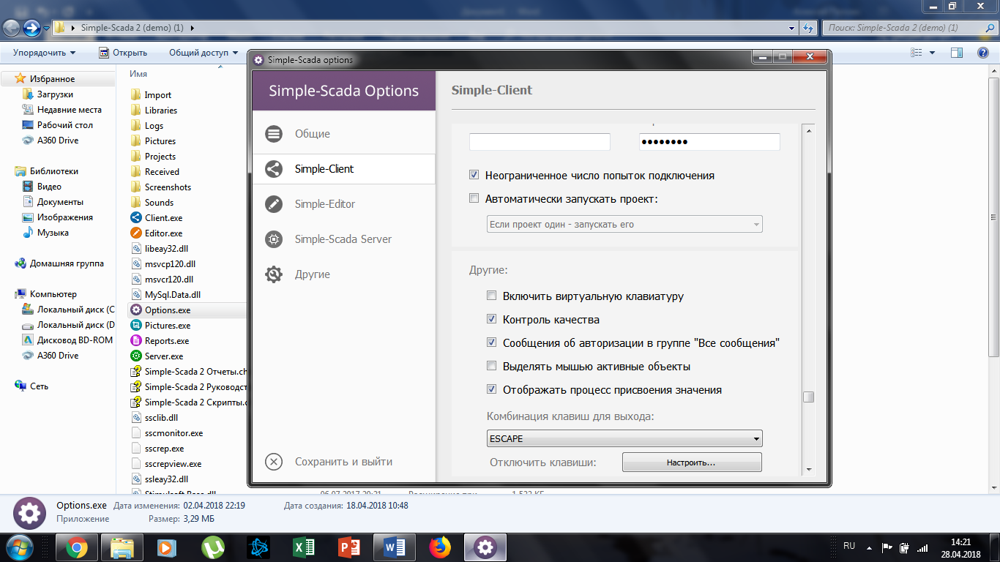 Simple-Scada 2 (demo) (1)
Поиск: Simple-Scada 2 (demo) (1)
Упорядочить
Открыть
Общий доступ
Избранное
Загрузки
Недавние места
Рабочий стол
A360 Drive
Библиотеки
Видео
Документы
Изображения
Музыка
Домашняя группа
Компьютер
Локальный диск (C
Локальный диск (D
Дисковод BD-ROM
A360 Drive
Сеть
Имя
Import
Libraries
Logs
Pictures
Projects
Received
Screenshots
Sounds
Client.exe
Editor.exe
libeay32.dll
msvcp120.dll
msvcr120.dll
MySql.Data.dll
Options.exe
Pictures.exe
Reports.exe
Server.exe
Simple-Scada 2 Отчеты.ch
Simple-Scada 2 Руководст
Simple-Scada 2 Скрипты.c
ssclib.dll
sscmonitor.exe
sscrep.exe
sscrepview.exe
ssleay32.dll
Simple-Scada options
Simple-Scada Options
Общие
Simple-Client
Simple-Editor
Simple-Scada Server
Другие
Сохранить и выйти
Simple-Client
••••••••
Неограниченное число попыток подключения
Автоматически запускать проект:
Если проект один - запускать его
Другие:
Включить виртуальную клавиатуру
Контроль качества
Сообщения об авторизации в группе "Все сообщения"
Выделять мышью активные объекты
Отображать процесс присвоения значения
Комбинация клавиш для выхода:
ESCAPE
Отключить клавиши:
Настроить...
Options.exe
Дата изменения: 02.04.2018 22:19
Дата создания: 18.04.2018 10:48
Приложение
Размер: 3,29 МБ
RU
14:21
28.04.2018